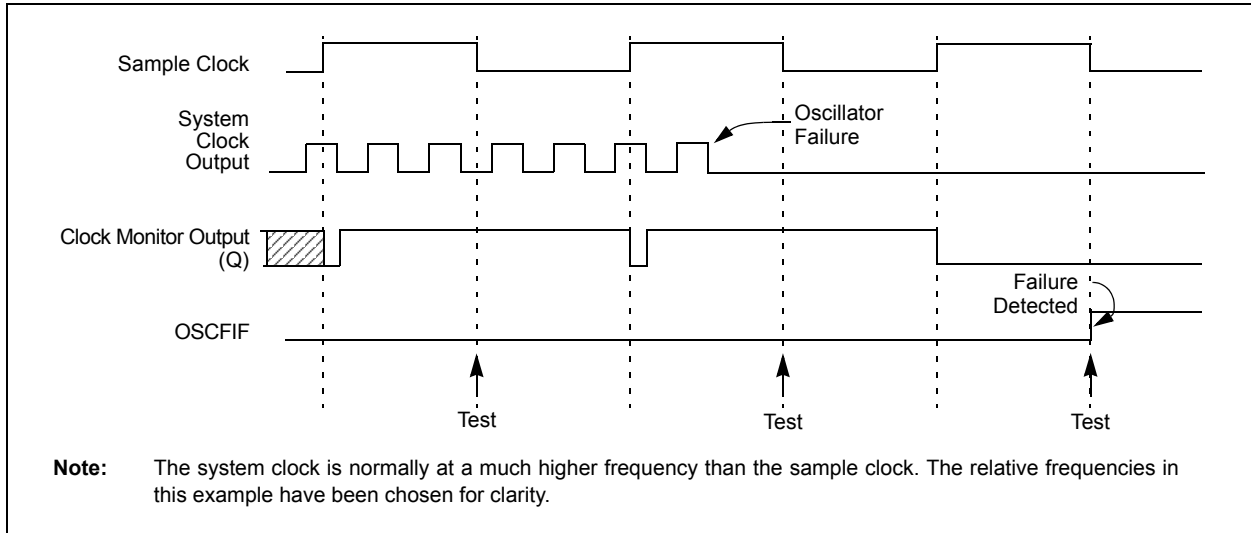 Sample Clock
System
Clock
Output
Oscillator
Failure
Clock Monitor Output
(Q)
Failure
Detected
OSCFIF
Test
Test
Test
Note: The system clock is normally at a much higher frequency than the sample clock. The relative frequencies in
this example have been chosen for clarity.